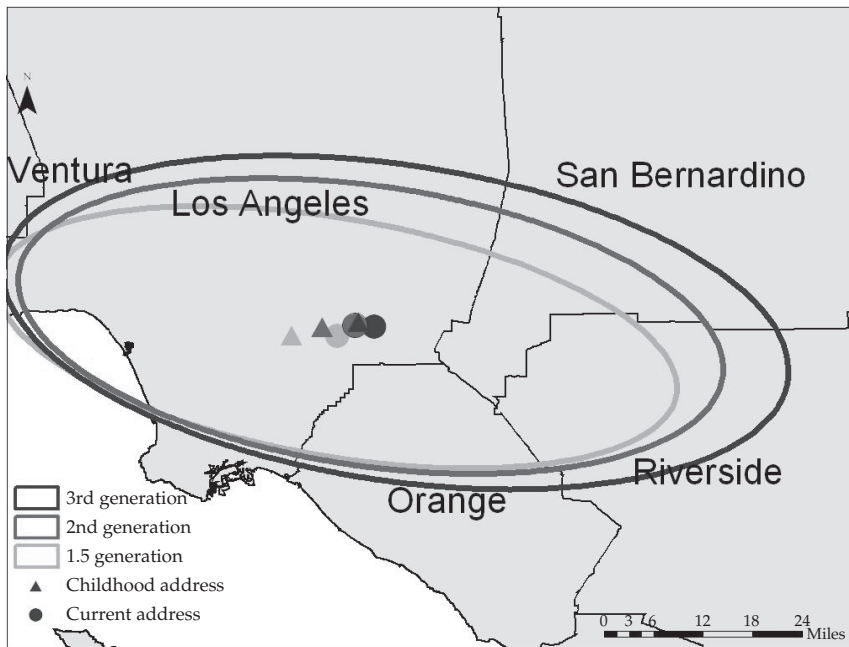 N
Ventura
San Bernardino
Los Angeles
Riverside
Orange
3rd generation
2nd generation
1.5 generation
Childhood address
Current address
0 3 6 12 18 24
Miles